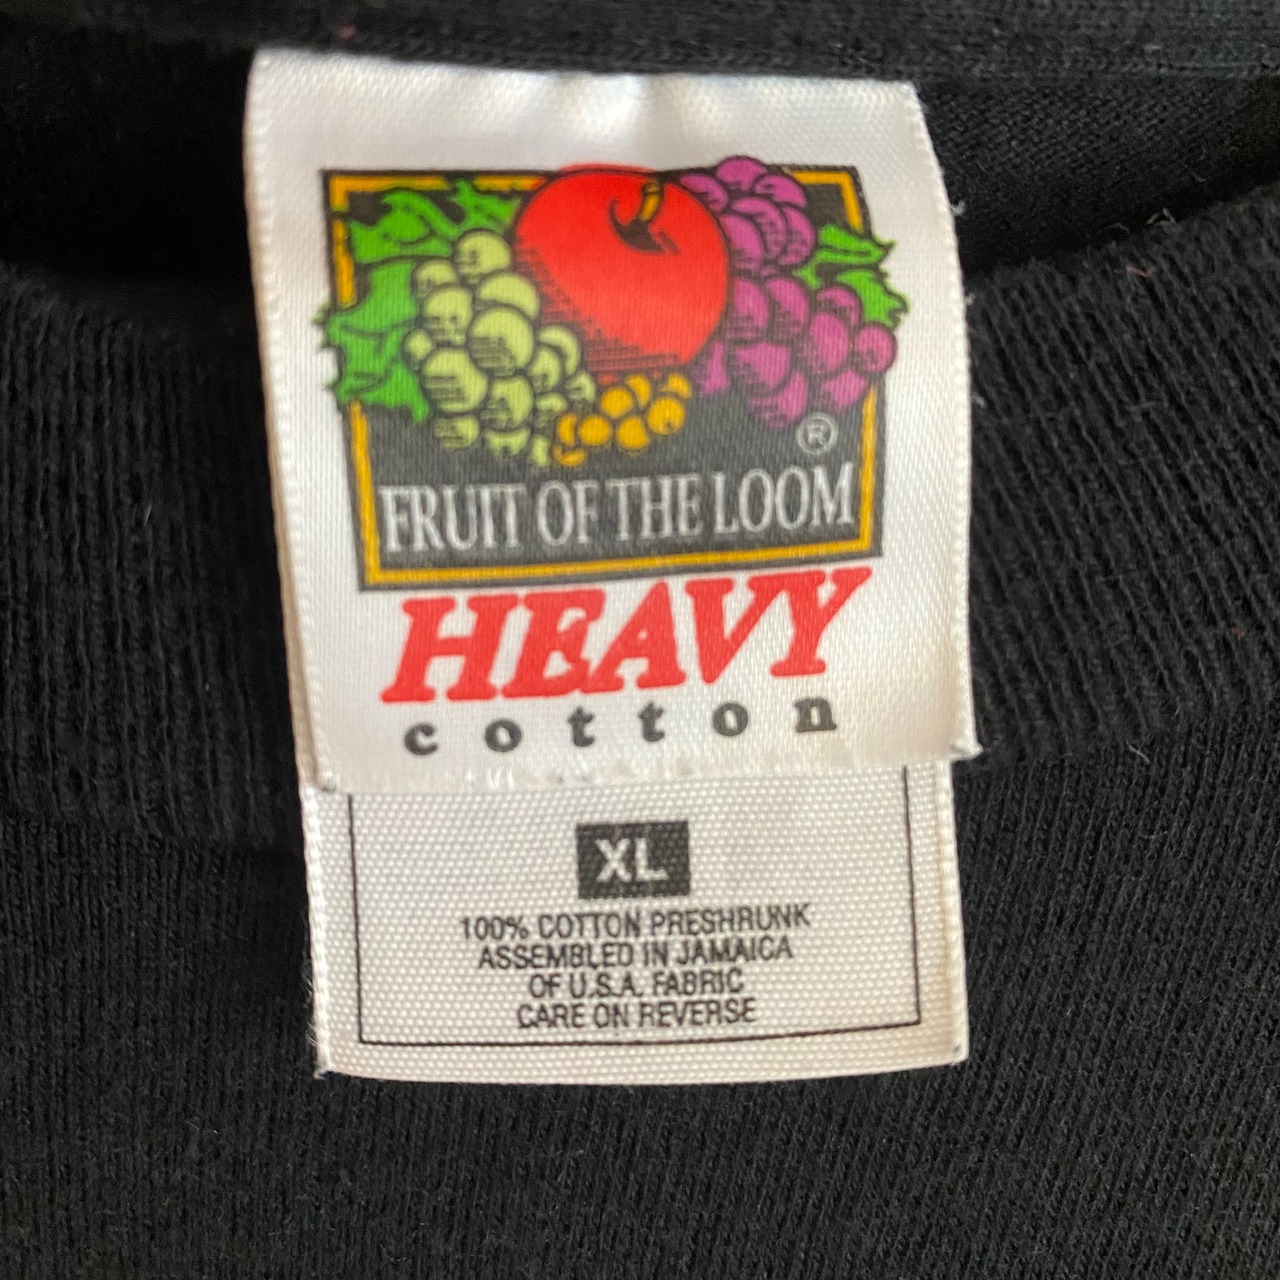 ®
FRUIT OF THE LOOM
HEAVY
cotton
XL
100% COTTON PRESHRUNK
ASSEMBLED IN JAMAICA
OF U.S.A. FABRIC
CARE ON REVERSE